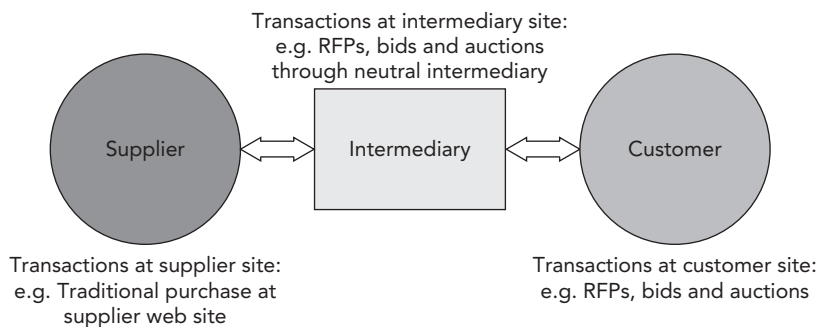 Transactions at intermediary site:
e.g. RFPs, bids and auctions
through neutral intermediary
Supplier
Intermediary
Customer
Transactions at supplier site:
e.g. Traditional purchase at
supplier web site
Transactions at customer site:
e.g. RFPs, bids and auctions